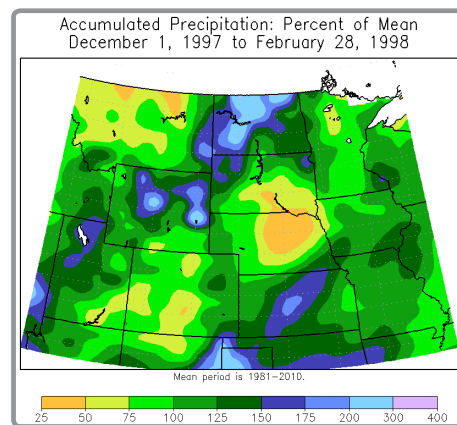 Accumulated Precipitation: Percent of Mean
December 1, 1997 to February 28, 1998
Mean period is 1981-2010.
25 50 75 100 125 150 175 200 300 400